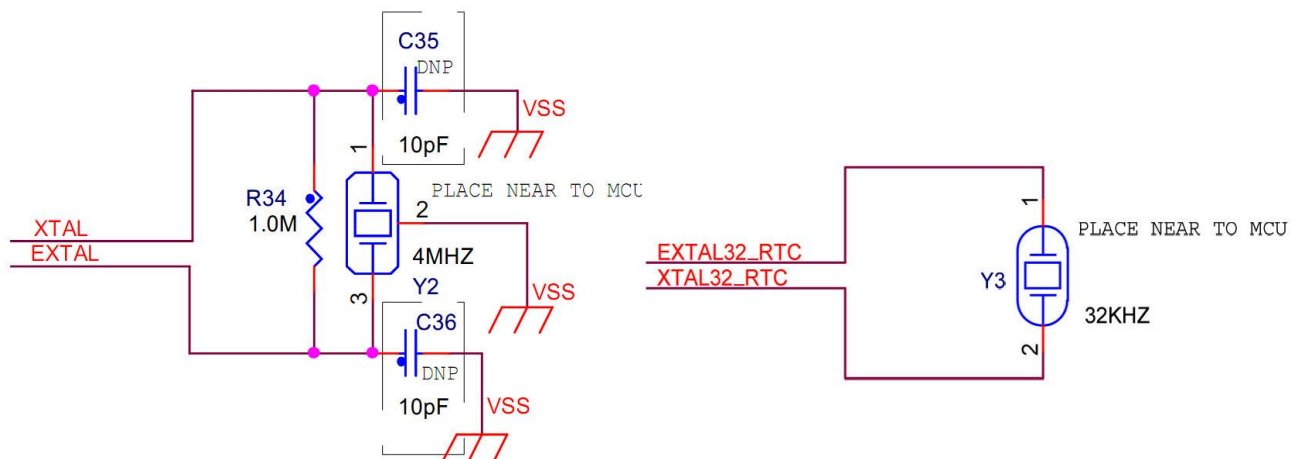 C35
DNP
VSS
10pF
1
PLACE NEAR TO MCU
R34
1.0M
2
XTAL
EXTAL
4MHZ
Y2
3
VSS
C36
DNP
10pF
VSS
1
PLACE NEAR TO MCU
EXTAL32_RTC
XTAL32_RTC
Y3
32KHZ
2